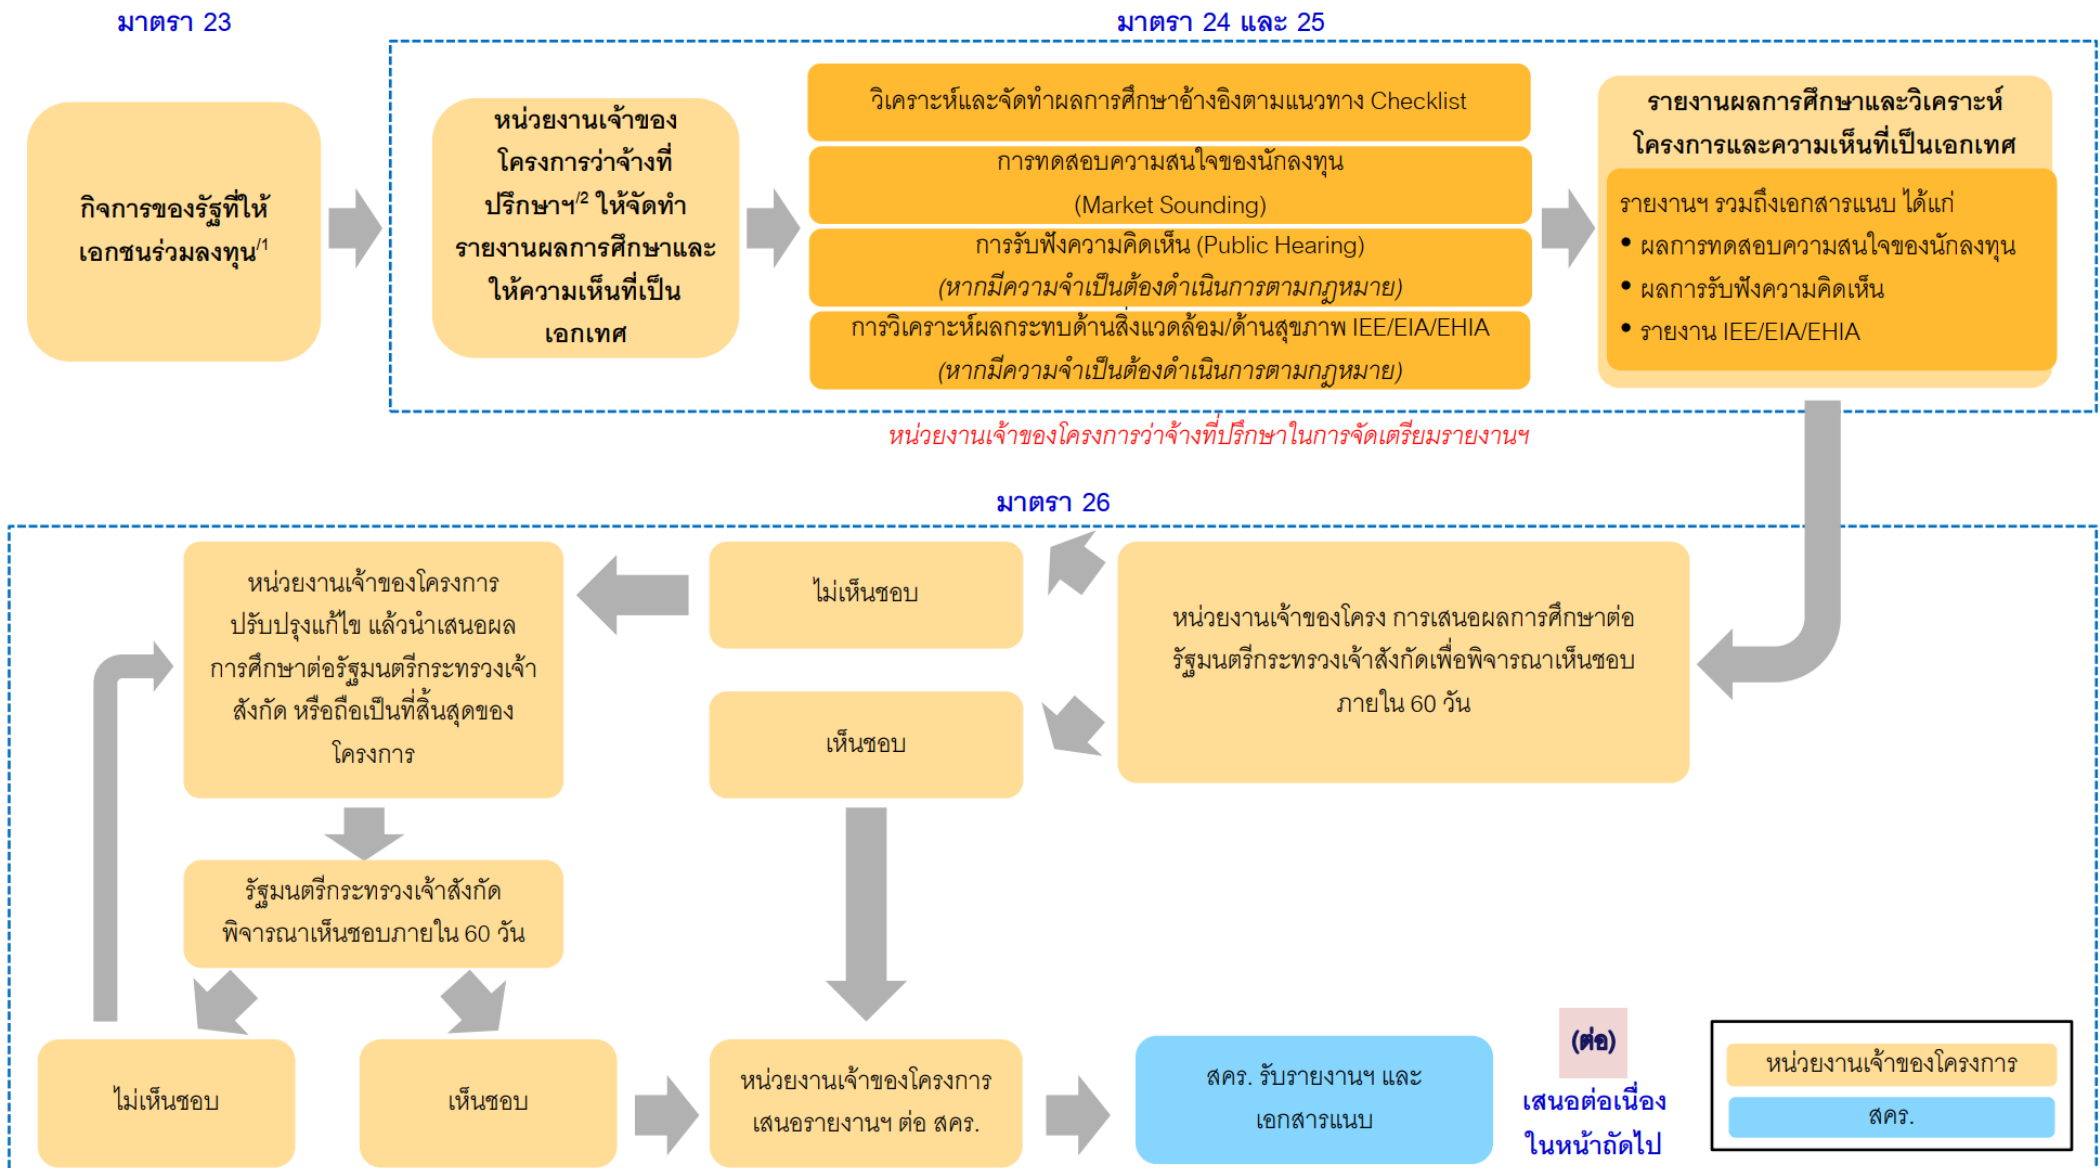 มาตรา 23
มาตรา 24 และ 25
กิจการของรัฐที่ให้
เอกชนร่วมลงทุน/1
หน่วยงานเจ้าของ
โครงการว่าจ้างที่
ปรึกษาฯ/2 ให้จัดทำ
รายงานผลการศึกษาและ
ให้ความเห็นที่เป็น
เอกเทศ
วิเคราะห์และจัดทำผลการศึกษาอ้างอิงตามแนวทาง Checklist
การทดสอบความสนใจของนักลงทุน
(Market Sounding)
การรับฟังความคิดเห็น (Public Hearing)
(หากมีความจำเป็นต้องดำเนินการตามกฎหมาย)
การวิเคราะห์ผลกระทบด้านสิ่งแวดล้อม/ด้านสุขภาพ IEE/EIA/EHIA
(หากมีความจำเป็นต้องดำเนินการตามกฎหมาย)
รายงานผลการศึกษาและวิเคราะห์
โครงการและความเห็นที่เป็นเอกเทศ
รายงานฯ รวมถึงเอกสารแนบ ได้แก่
• ผลการทดสอบความสนใจของนักลงทุน
• ผลการรับฟังความคิดเห็น
• รายงาน IEE/EIA/EHIA
หน่วยงานเจ้าของโครงการว่าจ้างที่ปรึกษาในการจัดเตรียมรายงานฯ
มาตรา 26
หน่วยงานเจ้าของโครง การเสนอผลการศึกษาต่อ
รัฐมนตรีกระทรวงเจ้าสังกัดเพื่อพิจารณาเห็นชอบ
ภายใน 60 วัน
ไม่เห็นชอบ
เห็นชอบ
หน่วยงานเจ้าของโครงการ
ปรับปรุงแก้ไข แล้วนำเสนอผล
การศึกษาต่อรัฐมนตรีกระทรวงเจ้า
สังกัด หรือถือเป็นที่สิ้นสุดของ
โครงการ
รัฐมนตรีกระทรวงเจ้าสังกัด
พิจารณาเห็นชอบภายใน 60 วัน
ไม่เห็นชอบ
เห็นชอบ
หน่วยงานเจ้าของโครงการ
เสนอรายงานฯ ต่อ สคร.
สคร. รับรายงานฯ และ
เอกสารแนบ
(ต่อ)
เสนอต่อเนื่อง
ในหน้าถัดไป
หน่วยงานเจ้าของโครงการ
สคร.